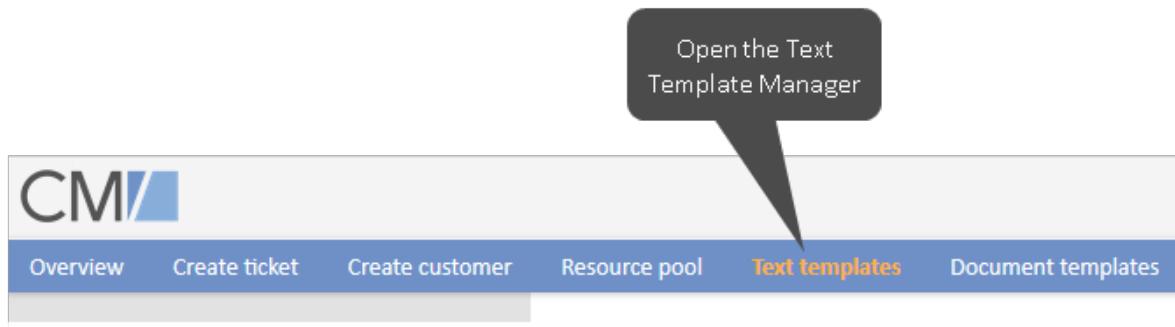 Open the Text
Template Manager
CM/
Overview Create ticket Create customer Resource pool Text templates Document templates